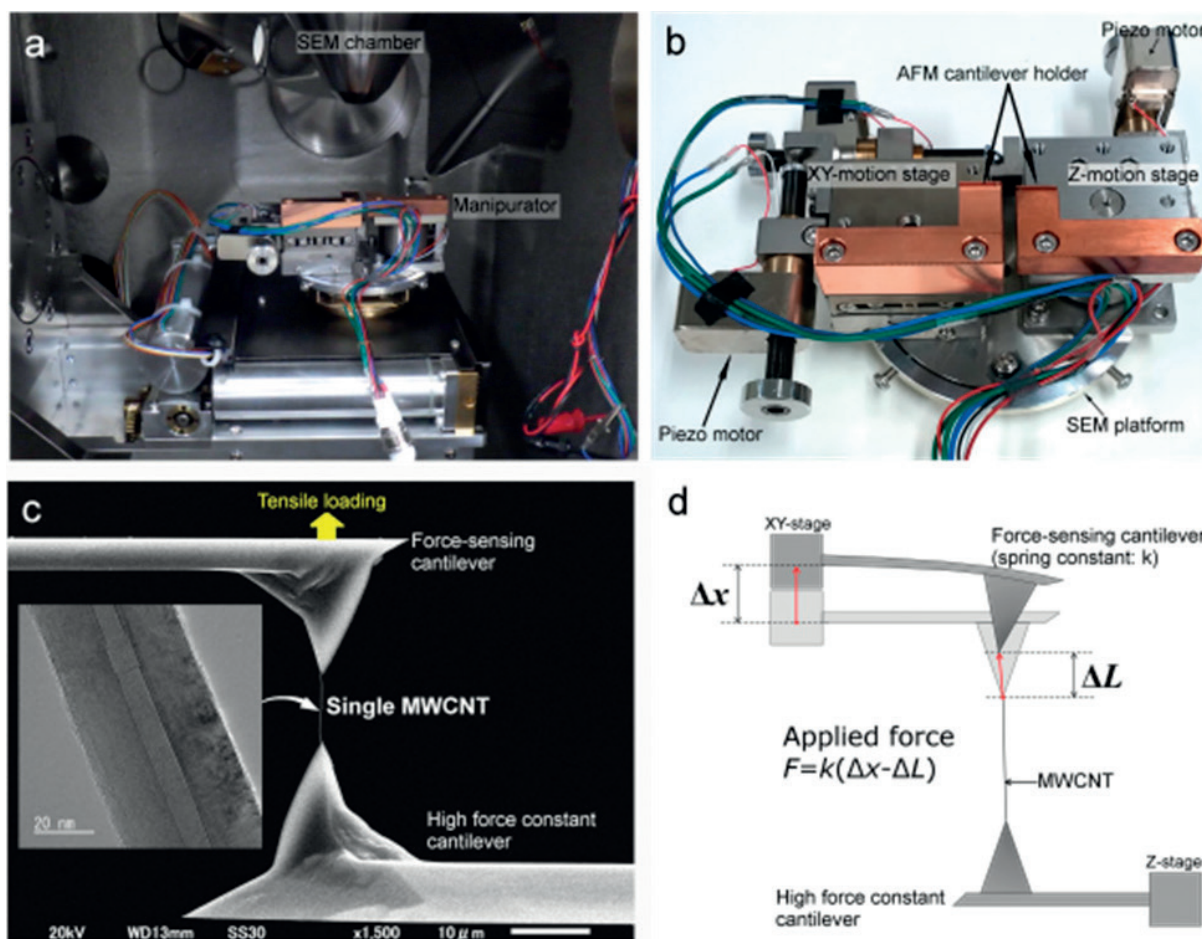 a
SEM chamber
Manipurator
b
Piezo motor
AFM cantilever holder
XY-motion stage
Z-motion stage
Piezo motor
SEM platform
c
Tensile loading
Force-sensing
cantilever
Single MWCNT
20 nm
High force constant
cantilever
20kV WD13mm SS30 x1,500 10μm
d
XY-stage
Force-sensing cantilever
(spring constant: k)
Δx
ΔL
Applied force
F=k(Δx-ΔL)
MWCNT
Z-stage
High force constant
cantilever